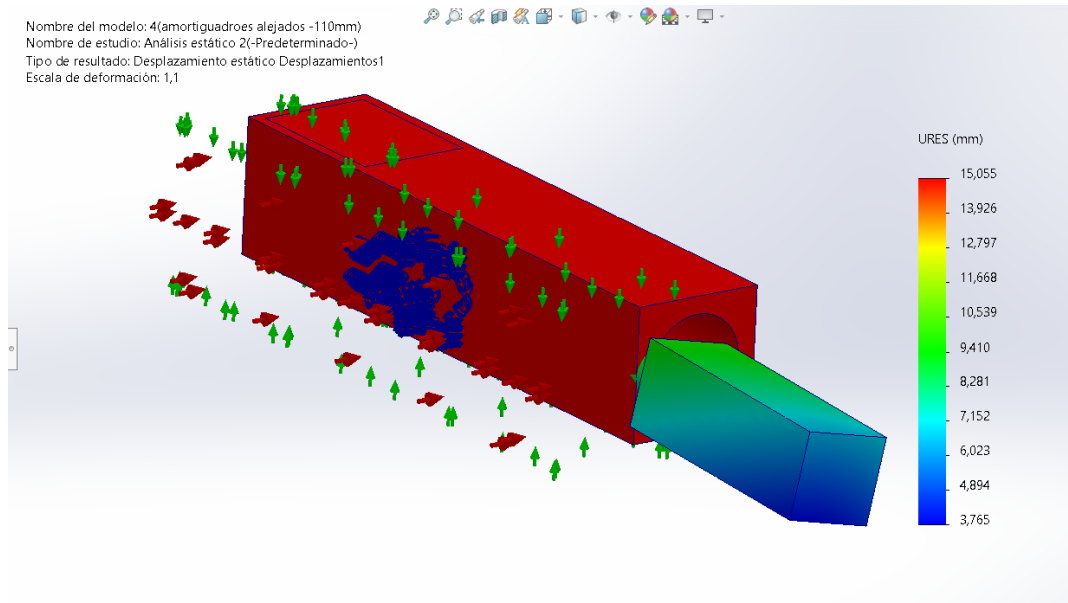 Nombre del modelo: 4(amortiguadroes alejados -110mm)
Nombre de estudio: Análisis estático 2(-Predeterminado-)
Tipo de resultado: Desplazamiento estático Desplazamientos1
Escala de deformación: 1,1
URES (mm)
15,055
13,926
12,797
11,668
10,539
9,410
8,281
7,152
6,023
4,894
3,765